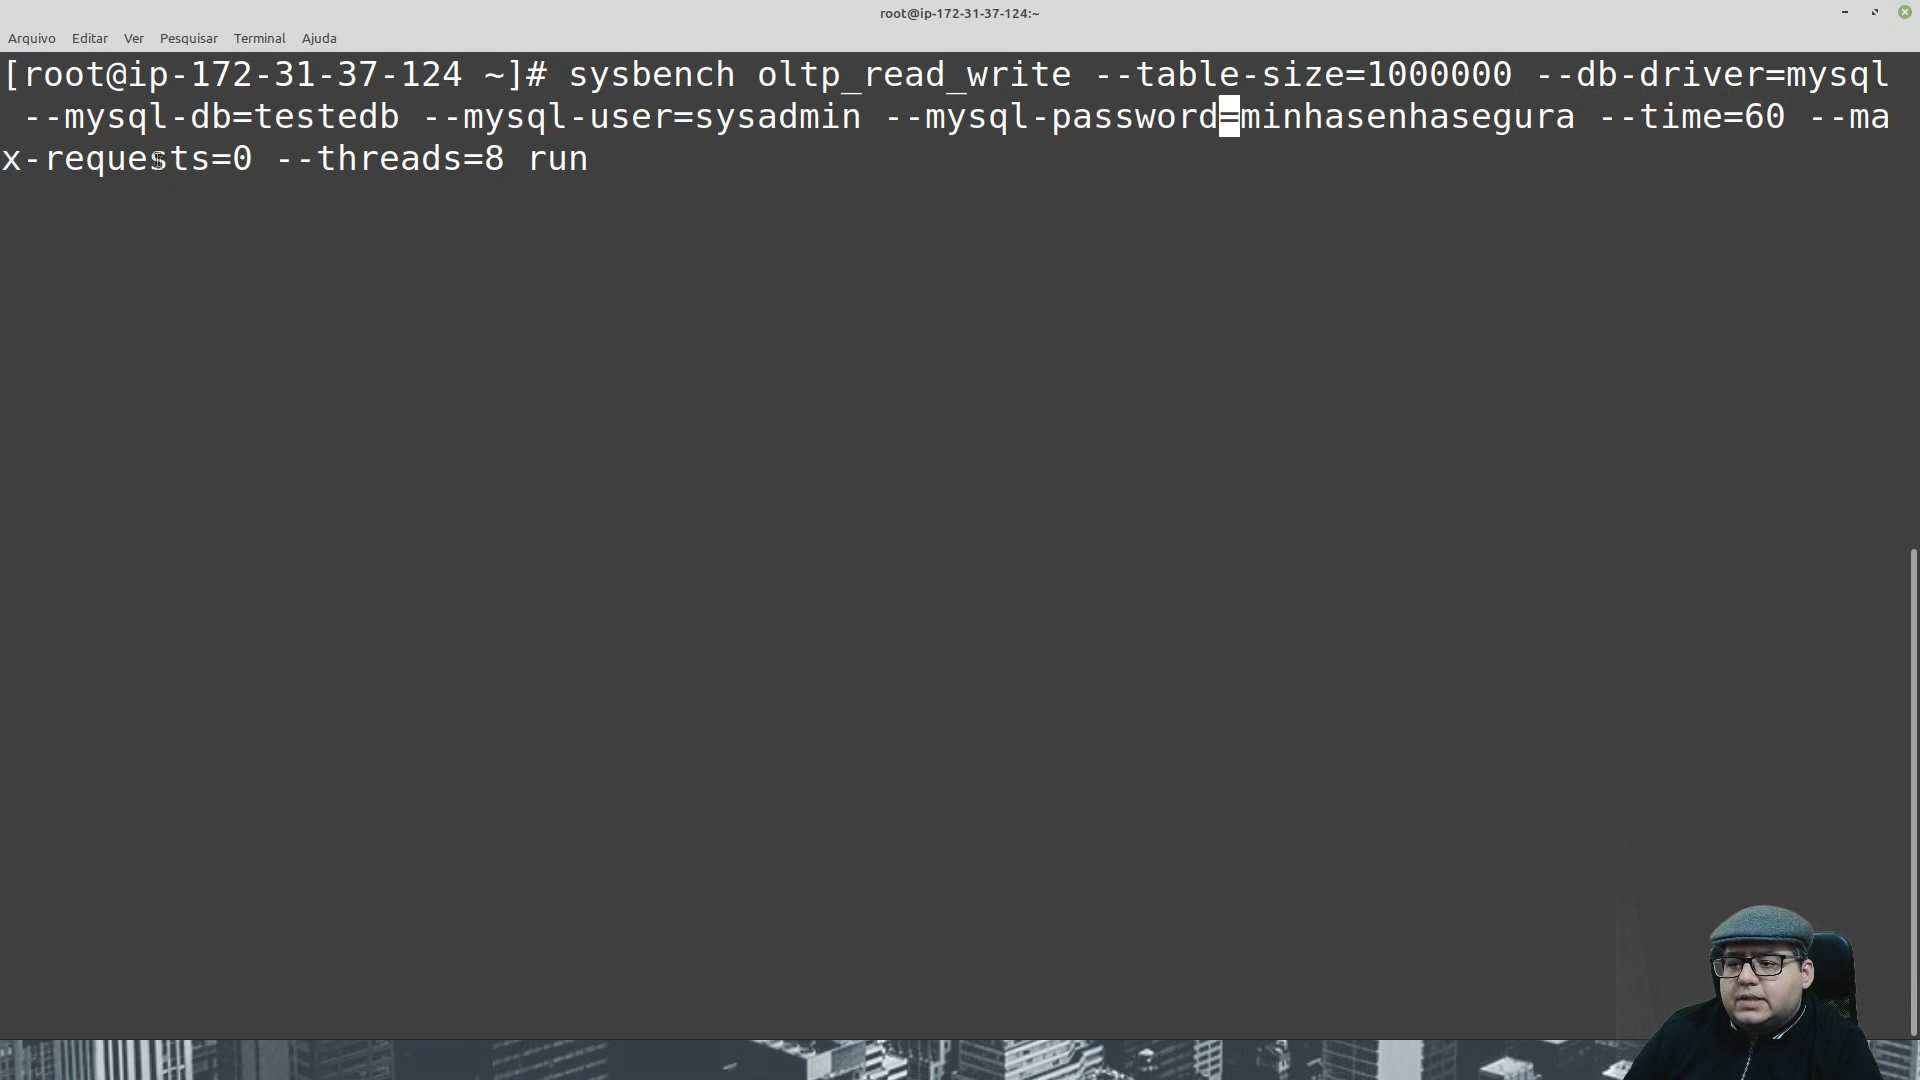 root@ip-172-31-37-124:~
Arquivo Editar Ver Pesquisar Terminal Ajuda
[root@ip-172-31-37-124 ~]# sysbench oltp_read_write --table-size=1000000 --db-driver=mysql
--mysql-db=testedb --mysql-user=sysadmin --mysql-password=minhasenhasegura --time=60 --ma
x-requests=0 --threads=8 run